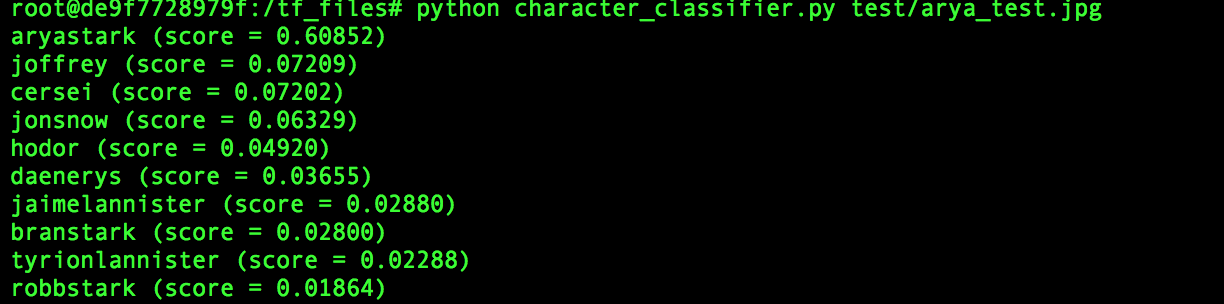 root@de9f7728979f:/tf_files# python character_classifier.py test/arya_test.jpg
aryastark (score = 0.60852)
joffrey (score = 0.07209)
cersei (score = 0.07202)
jonsnow (score = 0.06329)
hodor (score = 0.04920)
daenerys (score = 0.03655)
jaimelannister (score = 0.02880)
branstark (score = 0.02800)
tyrionlannister (score = 0.02288)
robbstark (score = 0.01864)